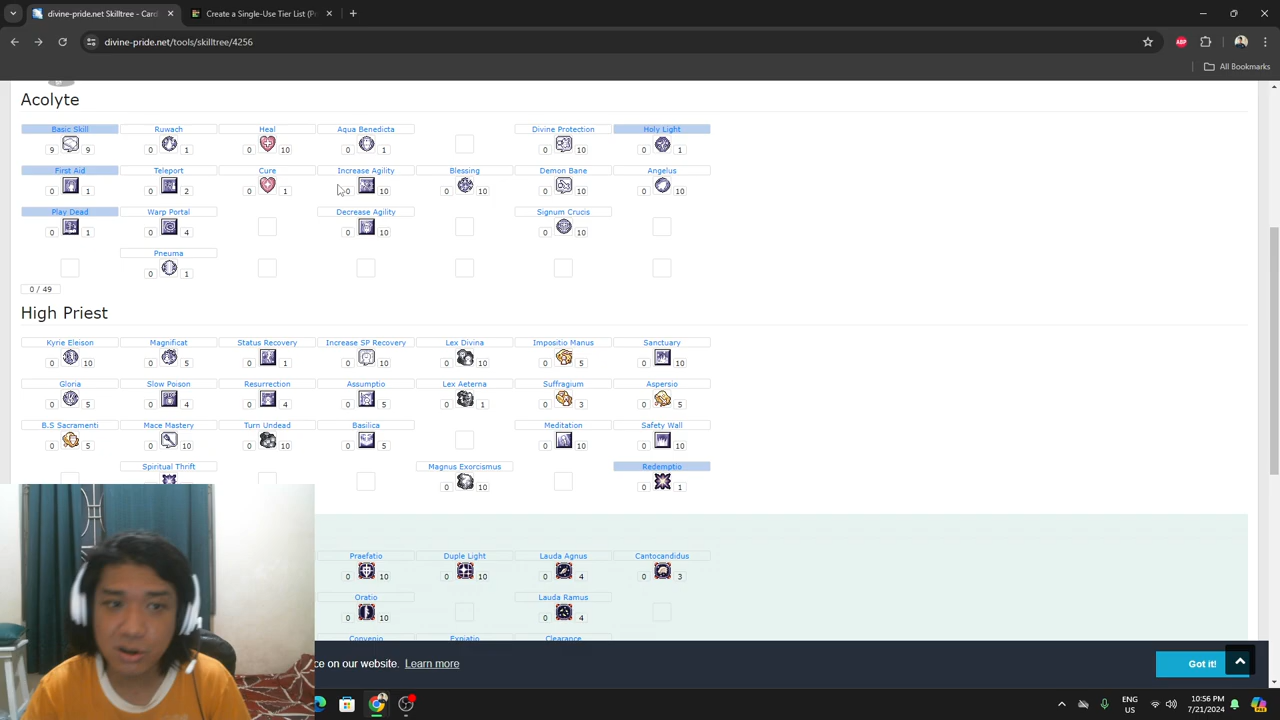 divine-pride.net Skilltree - Card
Create a Single-Use Tier List (P
divine-pride.net/tools/skilltree/4256
All Bookmarks
Acolyte
Basic Skill Ruwach Heal Aqua Benedicta Divine Protection Holy Light
9 9 0 1 0 10 0 1 0 10 0 1
First Aid Teleport Cure Increase Agility Blessing Demon Bane Angelus
0 1 0 2 0 1 0 10 0 10 0 10 0 10
Play Dead Warp Portal Decrease Agility Signum Crucis
0 1 0 4 0 10 0 10
Pneuma
0 1
0 / 49
High Priest
Kyrie Eleison Magnificat Status Recovery Increase SP Recovery Lex Divina Impositio Manus Sanctuary
0 10 0 5 0 1 0 10 0 10 0 5 0 10
Gloria Slow Poison Resurrection Assumptio Lex Aeterna Suffragium Aspersio
0 5 0 4 0 4 0 5 0 1 0 3 0 5
B.S Sacramenti Mace Mastery Turn Undead Basilica Meditation Safety Wall
0 5 0 10 0 10 0 5 0 10 0 10
Spiritual Thrift Magnus Exorcismus Redemptio
0 10 0 1
Praefatio Duple Light Lauda Agnus Cantocandidus
0 10 0 10 0 4 0 3
Oratio Lauda Ramus
0 10 0 4
Convenio Expiatio Clearance
ce on our website. Learn more
Got it!
ENG
US
10:56 PM
7/21/2024